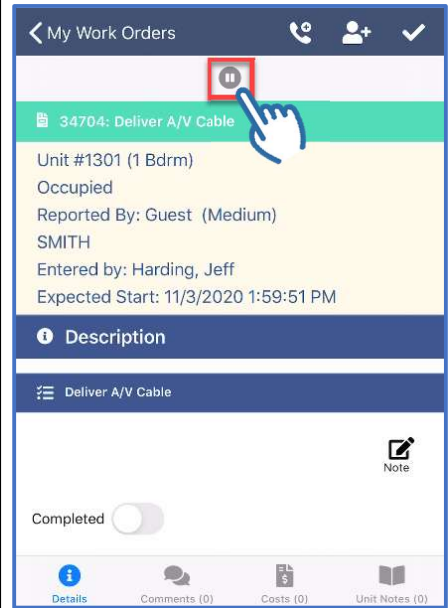 My Work Orders
34704: Deliver A/V Cable
Unit #1301 (1 Bdrm)
Occupied
Reported By: Guest (Medium)
SMITH
Entered by: Harding, Jeff
Expected Start: 11/3/2020 1:59:51 PM
Description
Deliver A/V Cable
Note
Completed
Details Comments (0) Costs (0) Unit Notes (0)